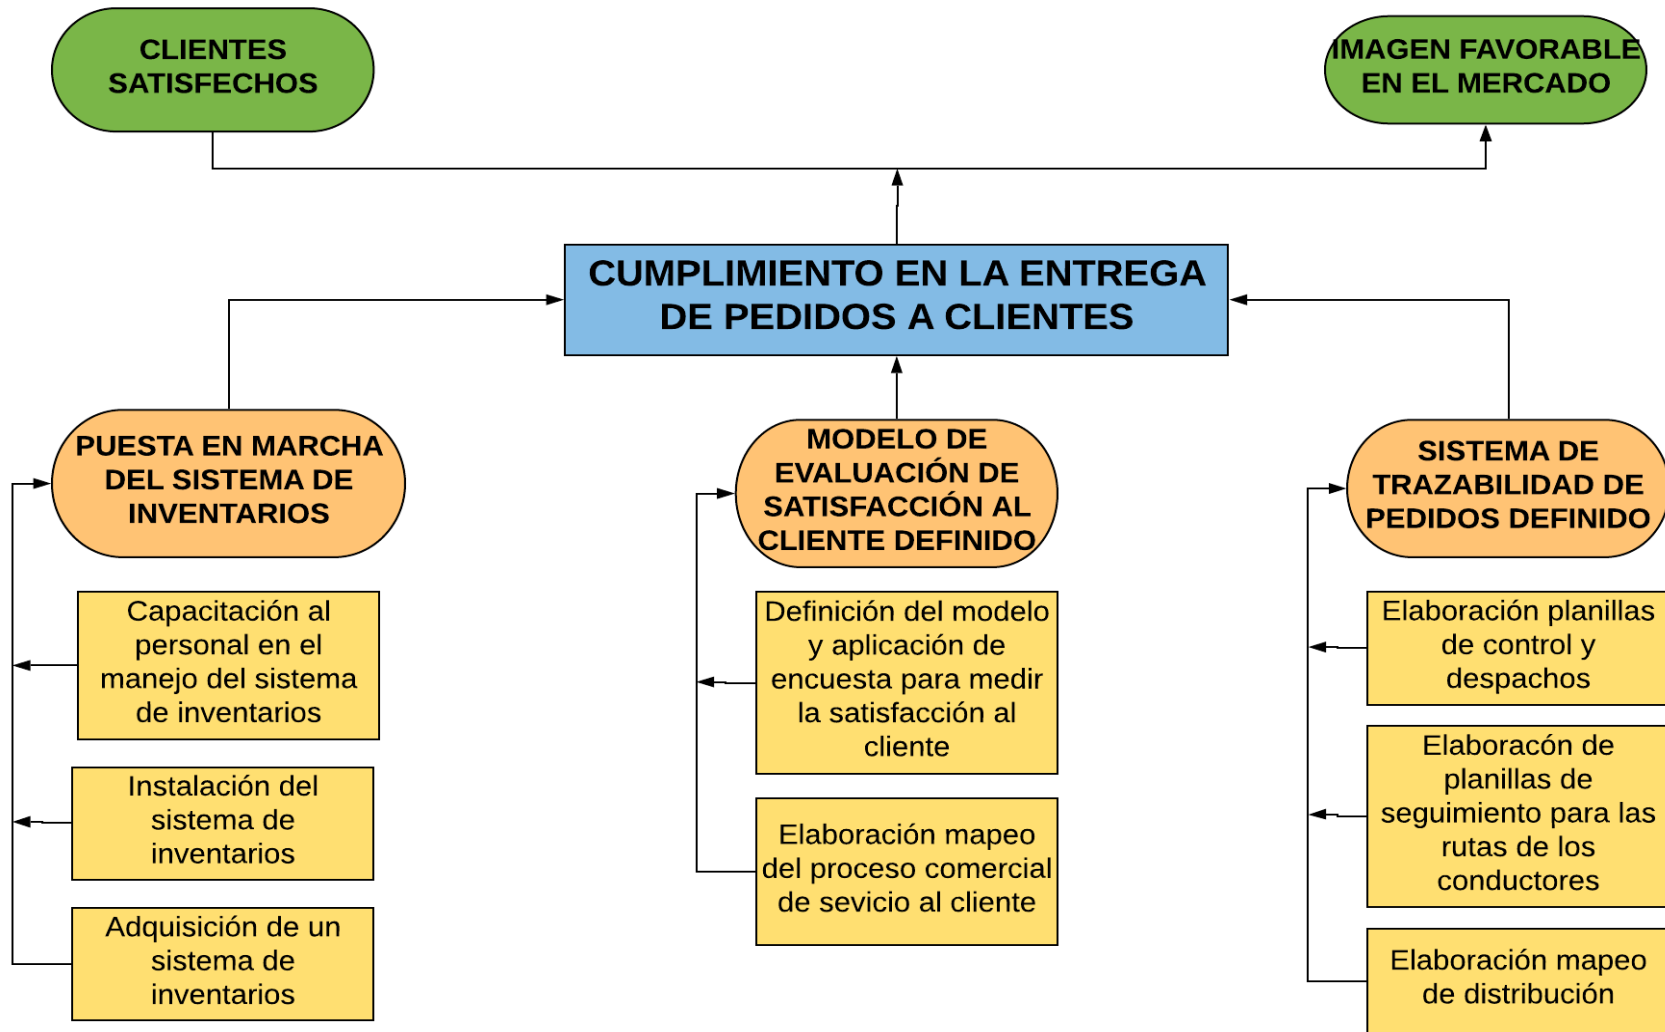 CLIENTES
SATISFECHOS
IMAGEN FAVORABLE
EN EL MERCADO
CUMPLIMIENTO EN LA ENTREGA
DE PEDIDOS A CLIENTES
PUESTA EN MARCHA
DEL SISTEMA DE
INVENTARIOS
MODELO DE
EVALUACIÓN DE
SATISFACCIÓN AL
CLIENTE DEFINIDO
SISTEMA DE
TRAZABILIDAD DE
PEDIDOS DEFINIDO
Capacitación al
personal en el
manejo del sistema
de inventarios
Definición del modelo
y aplicación de
encuesta para medir
la satisfacción al
cliente
Elaboración planillas
de control y
despachos
Instalación del
sistema de
inventarios
Elaboración mapeo
del proceso comercial
de sevicio al cliente
Elaboracón de
planillas de
seguimiento para las
rutas de los
conductores
Adquisición de un
sistema de
inventarios
Elaboración mapeo
de distribución